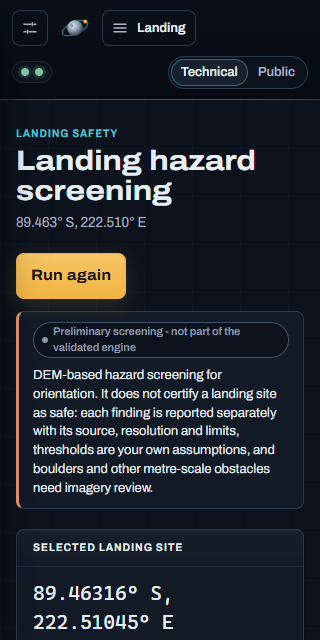 Landing
Technical Public
LANDING SAFETY
Landing hazard
screening
89.463° S, 222.510° E
Run again
Preliminary screening - not part of the
validated engine
DEM-based hazard screening for
orientation. It does not certify a landing site
as safe: each finding is reported separately
with its source, resolution and limits,
thresholds are your own assumptions, and
boulders and other metre-scale obstacles
need imagery review.
SELECTED LANDING SITE
89.46316° S,
222.51045° E